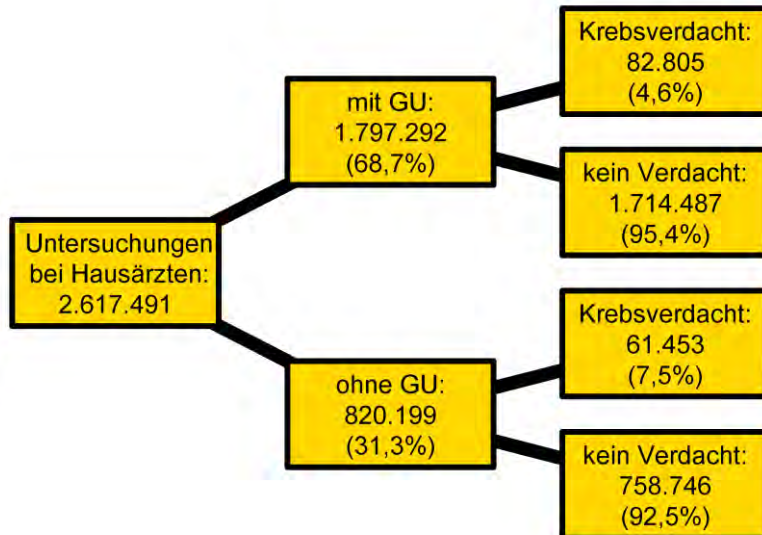 Untersuchungen
bei Hausärzten:
2.617.491
mit GU:
1.797.292
(68,7%)
Krebsverdacht:
82.805
(4,6%)
kein Verdacht:
1.714.487
(95,4%)
ohne GU:
820.199
(31,3%)
Krebsverdacht:
61.453
(7,5%)
kein Verdacht:
758.746
(92,5%)